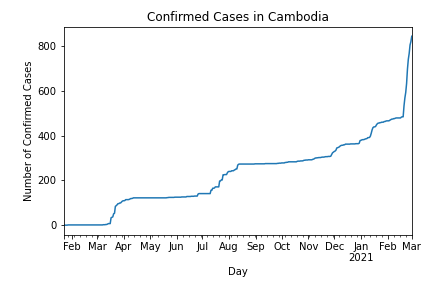 Confirmed Cases in Cambodia
Number of Confirmed Cases
800
600
400
200
0
Feb Mar Apr May Jun Jul Aug Sep Oct Nov Dec Jan Feb Mar
2021
Day